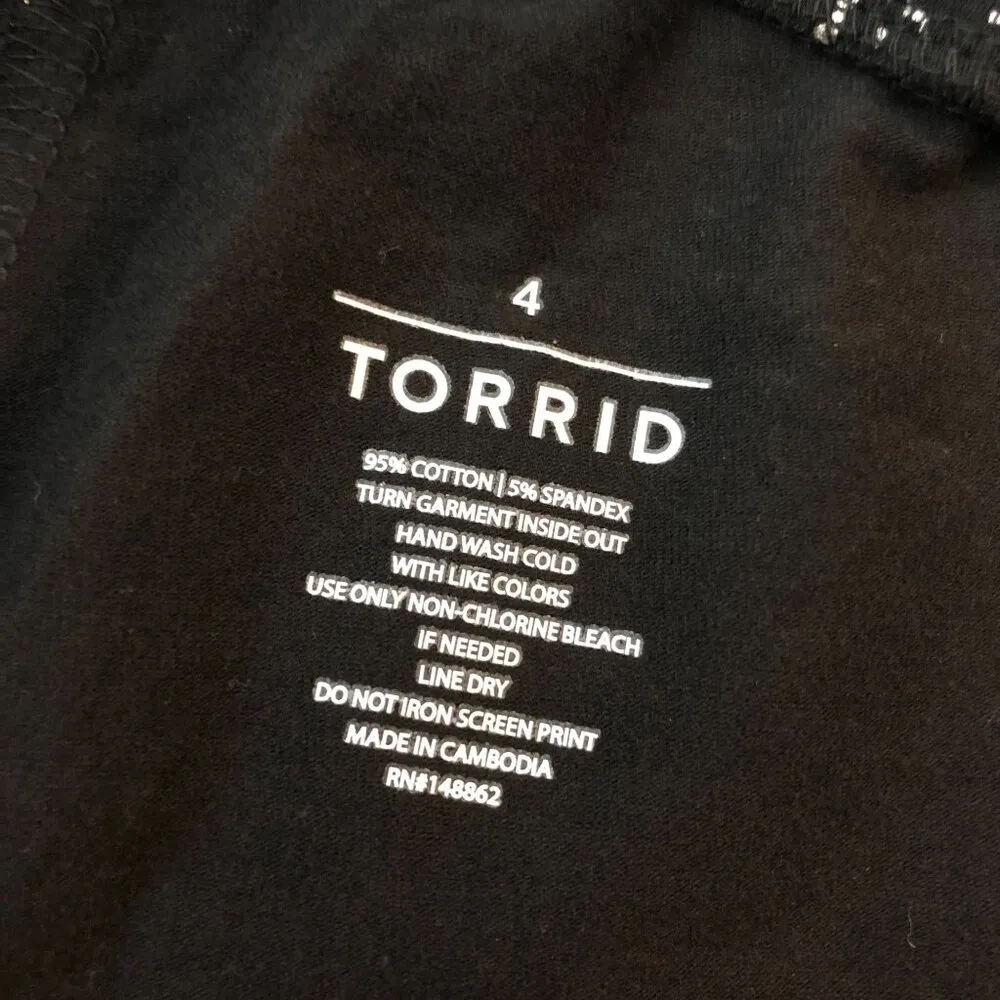 4
TORRID
95% COTTON | 5% SPANDEX
TURN GARMENT INSIDE OUT
HAND WASH COLD
WITH LIKE COLORS
USE ONLY NON-CHLORINE BLEACH
IF NEEDED
LINE DRY
DO NOT IRON SCREEN PRINT
MADE IN CAMBODIA
RN#148862